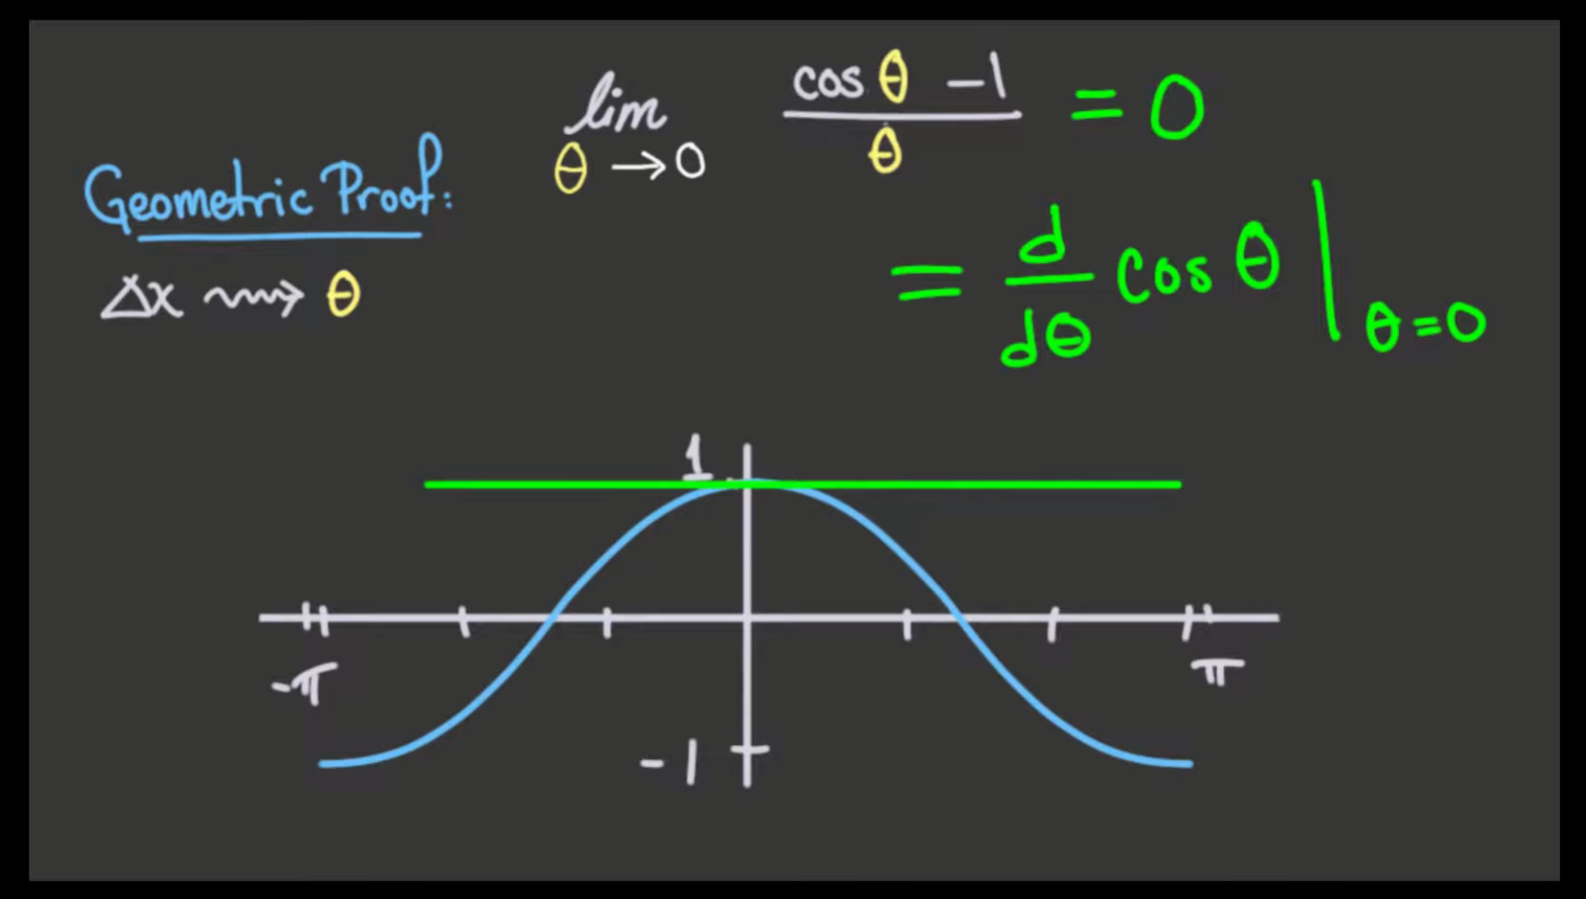 lim θ→0 (cos θ − 1)/θ = 0
Geometric Proof:
Δx ⇝ θ
= d/dθ cos θ |θ=0
1
-π
π
-1